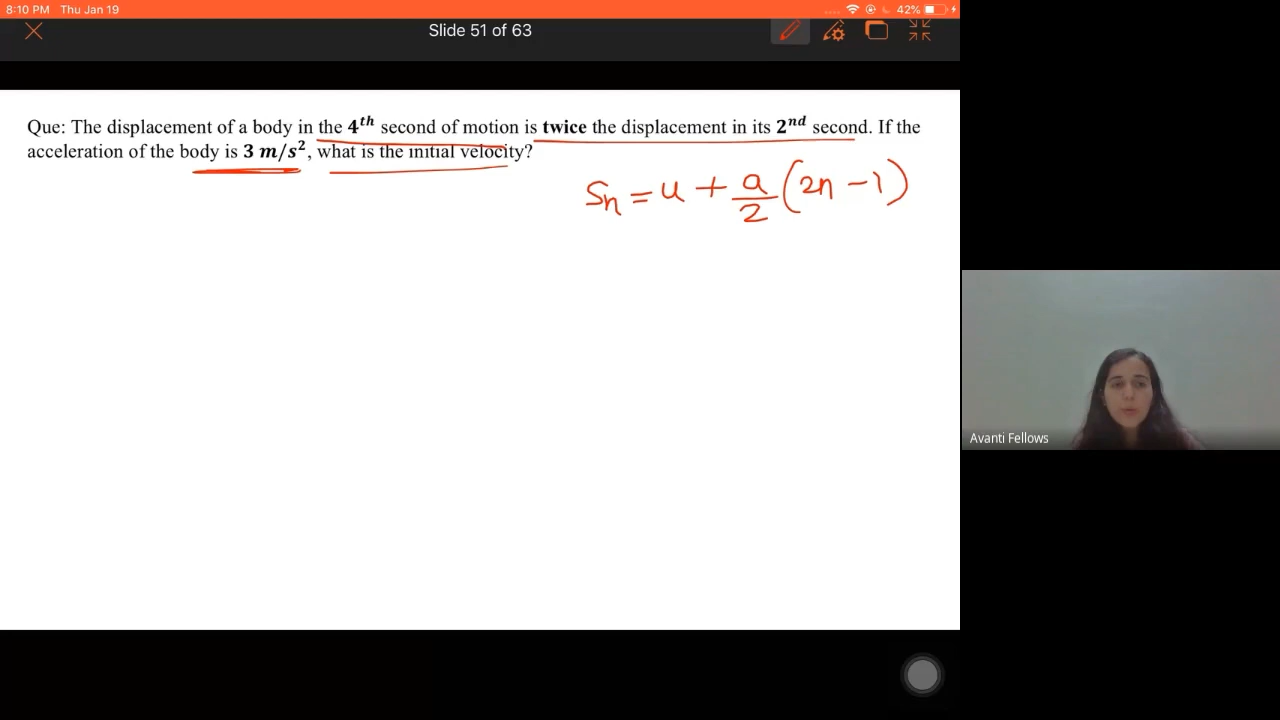 8:10 PM Thu Jan 19
42%
Slide 51 of 63
Que: The displacement of a body in the 4th second of motion is twice the displacement in its 2nd second. If the
acceleration of the body is 3 m/s², what is the initial velocity?
Sn = u + a/2 (2n - 1)
Avanti Fellows